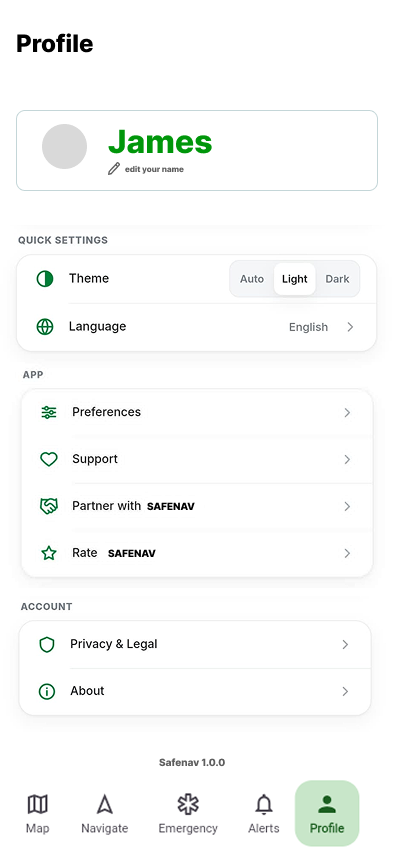 Profile
James
edit your name
QUICK SETTINGS
Theme Auto Light Dark
Language English
APP
Preferences
Support
Partner with SAFENAV
Rate SAFENAV
ACCOUNT
Privacy & Legal
About
Safenav 1.0.0
Map Navigate Emergency Alerts Profile